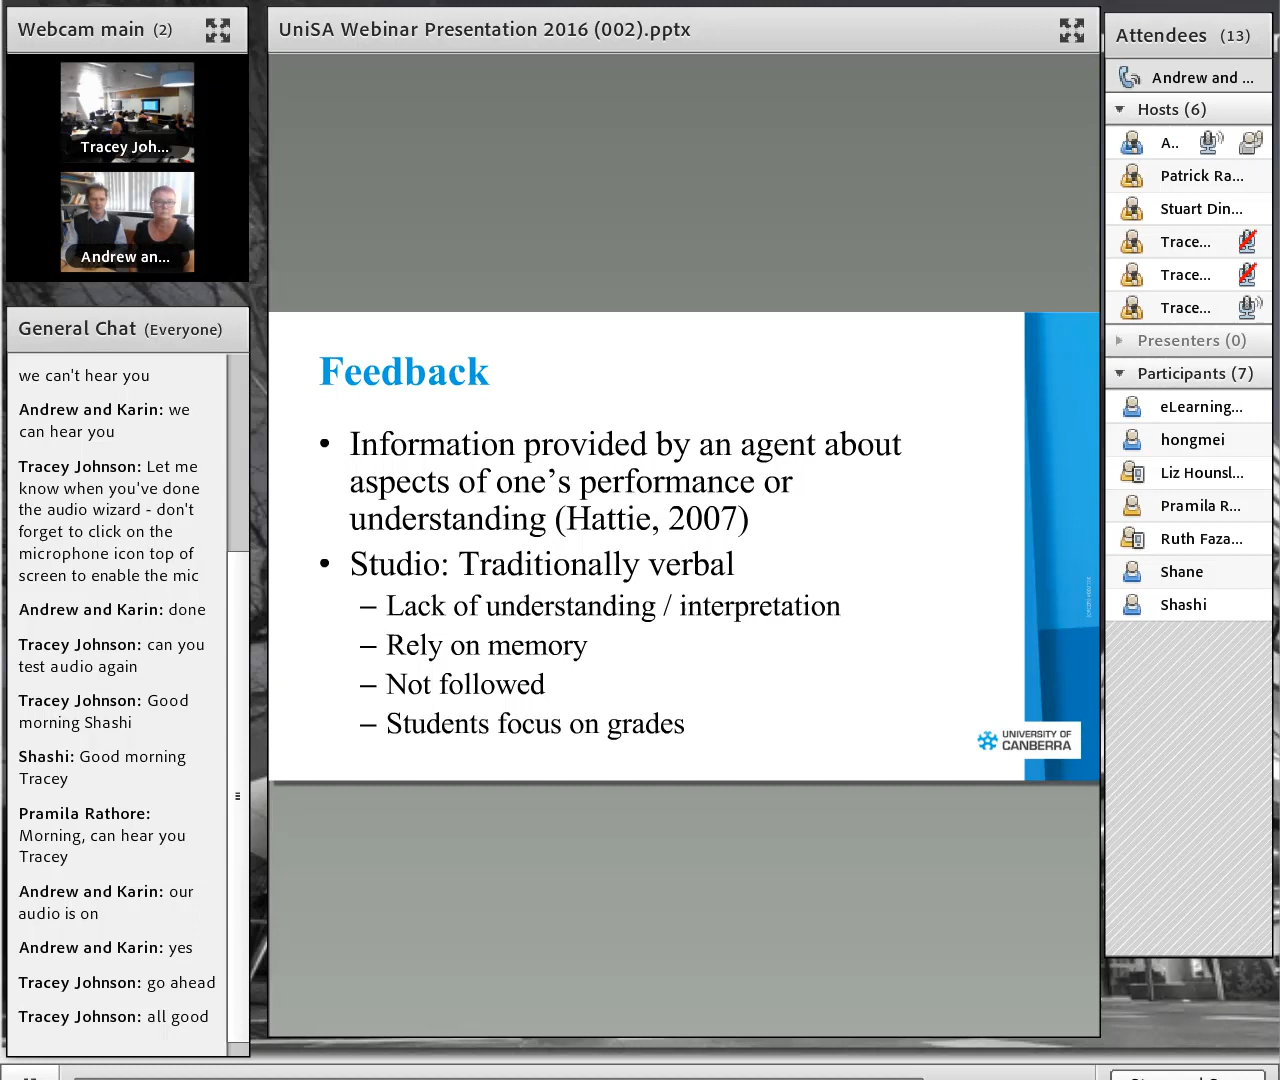 Webcam main (2)
Tracey Joh...
Andrew an...
General Chat (Everyone)
we can't hear you
Andrew and Karin: we
can hear you
Tracey Johnson: Let me
know when you've done
the audio wizard - don't
forget to click on the
microphone icon top of
screen to enable the mic
Andrew and Karin: done
Tracey Johnson: can you
test audio again
Tracey Johnson: Good
morning Shashi
Shashi: Good morning
Tracey
Pramila Rathore:
Morning, can hear you
Tracey
Andrew and Karin: our
audio is on
Andrew and Karin: yes
Tracey Johnson: go ahead
Tracey Johnson: all good
UniSA Webinar Presentation 2016 (002).pptx
Feedback
• Information provided by an agent about
aspects of one’s performance or
understanding (Hattie, 2007)
• Studio: Traditionally verbal
– Lack of understanding / interpretation
– Rely on memory
– Not followed
– Students focus on grades
UNIVERSITY OF
CANBERRA
Attendees (13)
Andrew and ...
Hosts (6)
A..
Patrick Ra...
Stuart Din...
Trace...
Trace...
Trace...
Presenters (0)
Participants (7)
eLearning...
hongmei
Liz Hounsl...
Pramila R...
Ruth Faza...
Shane
Shashi